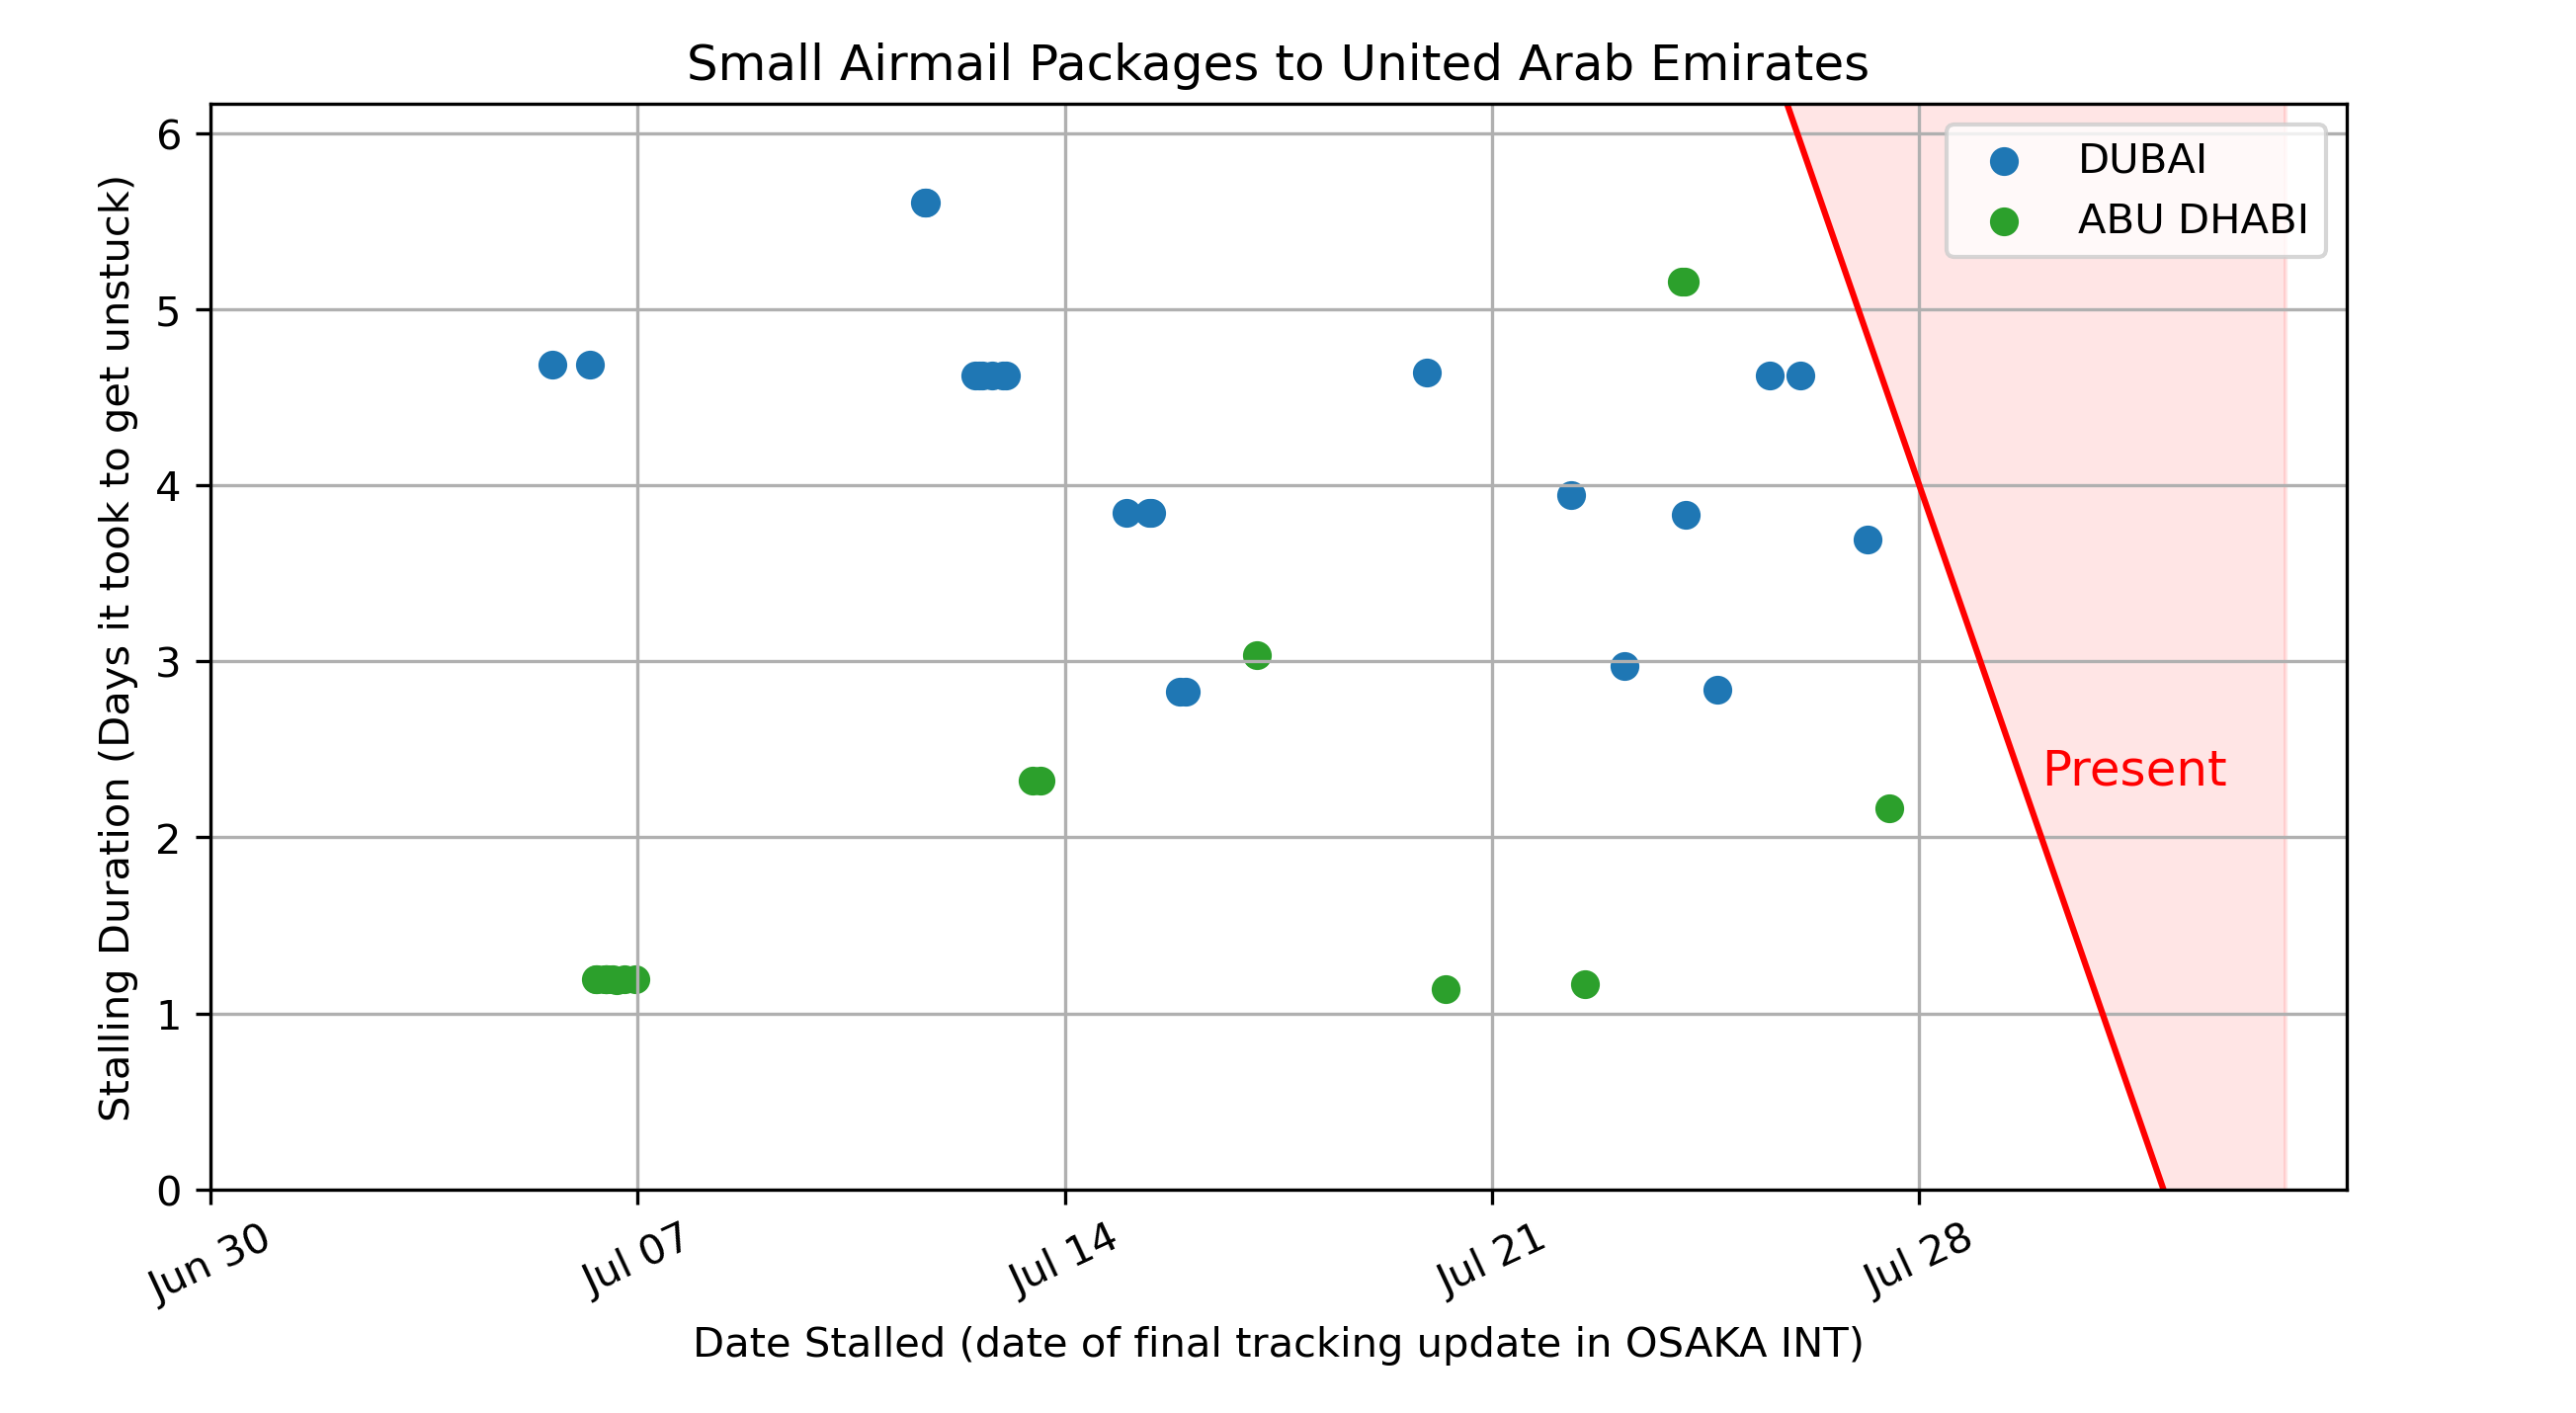 Small Airmail Packages to United Arab Emirates
Stalling Duration (Days it took to get unstuck)
6
5
4
3
2
1
0
DUBAI
ABU DHABI
Present
Jun 30
Jul 07
Jul 14
Jul 21
Jul 28
Date Stalled (date of final tracking update in OSAKA INT)